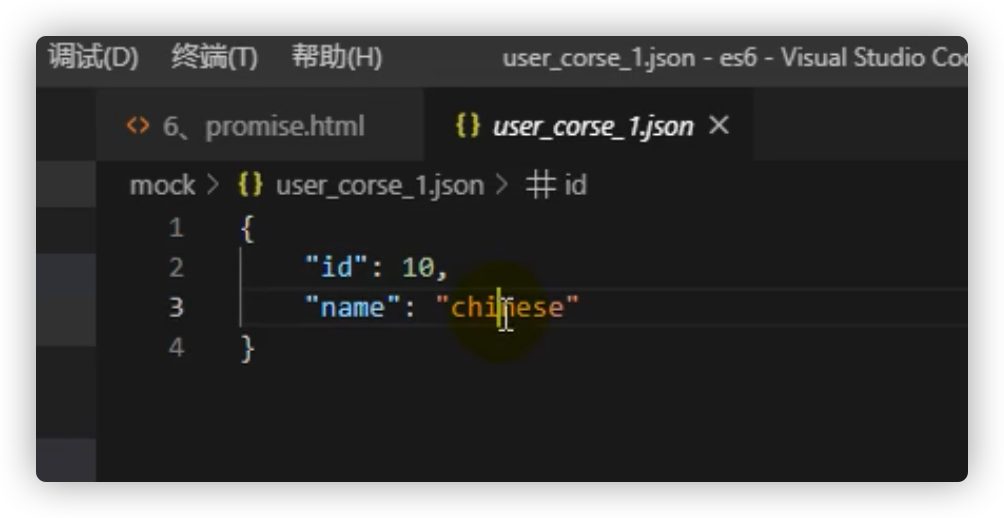 调试(D) 终端(T) 帮助(H) user_corse_1.json - es6 - Visual Studio Co
<> 6、promise.html {} user_corse_1.json ×
mock > {} user_corse_1.json > # id
1 {
2 "id": 10,
3 "name": "chinese"
4 }